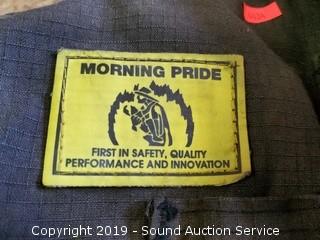 MORNING PRIDE
FIRST IN SAFETY, QUALITY
PERFORMANCE AND INNOVATION
Copyright 2019 - Sound Auction Service